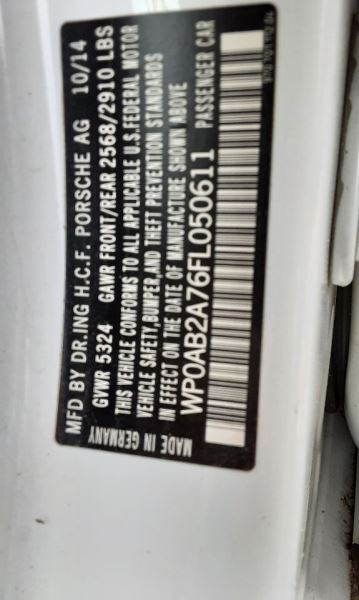 MFD BY DR.ING H.C.F. PORSCHE AG 10/14
GVWR 5324 GAWR FRONT/REAR 2568/2910 LBS
THIS VEHICLE CONFORMS TO ALL APPLICABLE U.S.FEDERAL MOTOR
VEHICLE SAFETY,BUMPER,AND THEFT PREVENTION STANDARDS
IN EFFECT ON THE DATE OF MANUFACTURE SHOWN ABOVE
WP0AB2A76FL050611 PASSENGER CAR
MADE IN GERMANY